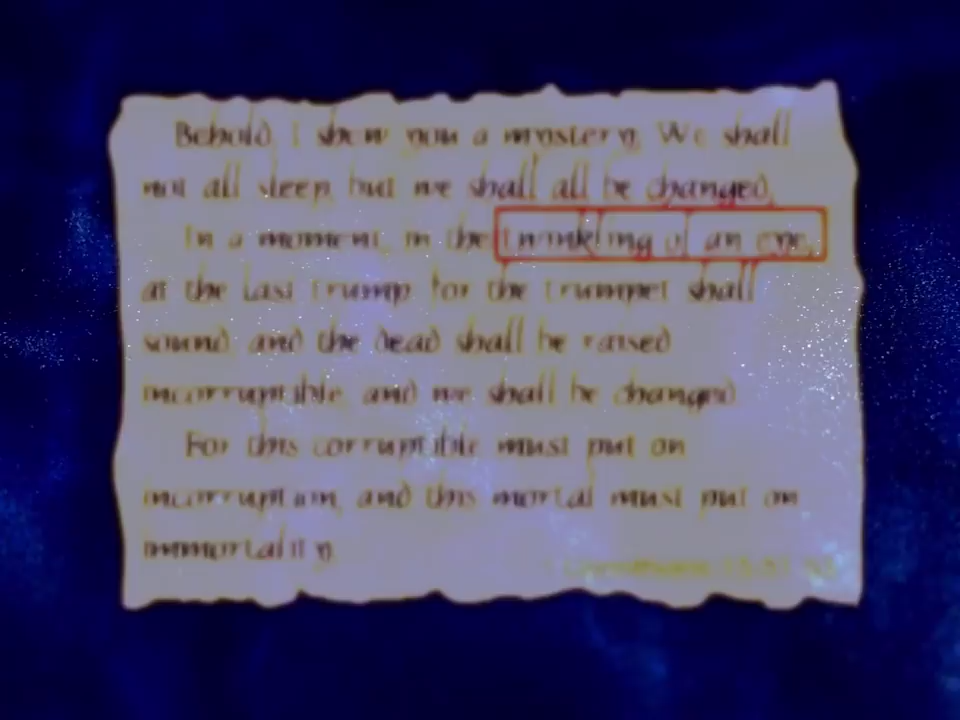 Behold, I shew you a mystery; We shall
not all sleep, but we shall all be changed,
In a moment, in the twinkling of an eye,
at the last trump: for the trumpet shall
sound, and the dead shall be raised
incorruptible, and we shall be changed.
For this corruptible must put on
incorruption, and this mortal must put on
immortality.